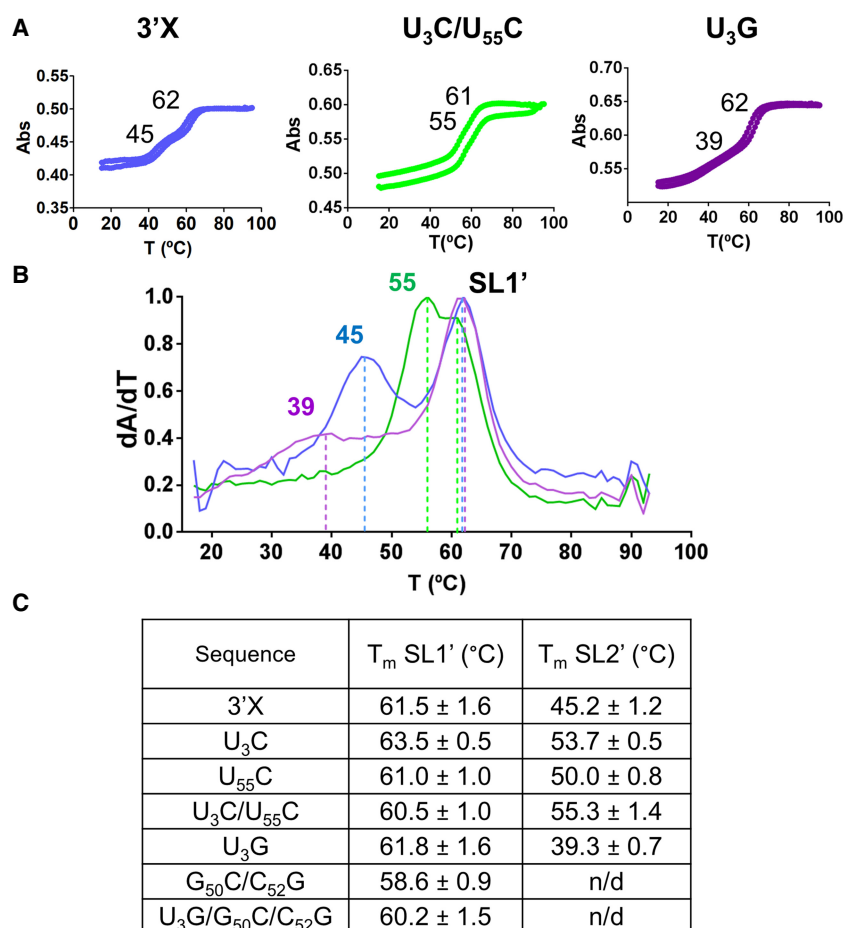 A
3'X
U3C/U55C
U3G
0.55
0.50
0.45
0.40
0.35
Abs
62
45
0 20 40 60 80 100
T (ºC)
0.65
0.60
0.55
0.50
0.45
Abs
61
55
0 20 40 60 80 100
T(ºC)
0.70
0.65
0.60
0.55
Abs
62
39
0 20 40 60 80 100
T(ºC)
B
55
SL1'
45
39
1.0
0.8
0.6
0.4
0.2
0.0
dA/dT
20 30 40 50 60 70 80 90 100
T (ºC)
C
Sequence Tm SL1' (°C) Tm SL2' (°C)
3'X 61.5 ± 1.6 45.2 ± 1.2
U3C 63.5 ± 0.5 53.7 ± 0.5
U55C 61.0 ± 1.0 50.0 ± 0.8
U3C/U55C 60.5 ± 1.0 55.3 ± 1.4
U3G 61.8 ± 1.6 39.3 ± 0.7
G50C/C52G 58.6 ± 0.9 n/d
U3G/G50C/C52G 60.2 ± 1.5 n/d